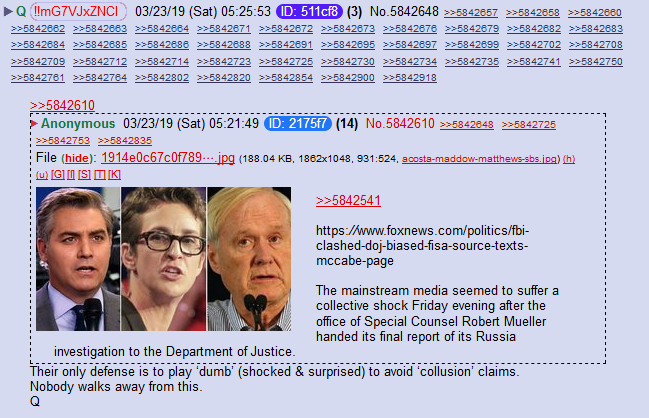 Q !!mG7VJxZNCI 03/23/19 (Sat) 05:25:53 ID: 511cf8 (3) No.5842648 >>5842657 >>5842658 >>5842660
>>5842662 >>5842663 >>5842664 >>5842671 >>5842672 >>5842673 >>5842676 >>5842679 >>5842682 >>5842683
>>5842684 >>5842685 >>5842686 >>5842688 >>5842691 >>5842695 >>5842697 >>5842699 >>5842702 >>5842708
>>5842709 >>5842712 >>5842714 >>5842723 >>5842725 >>5842730 >>5842734 >>5842735 >>5842741 >>5842750
>>5842761 >>5842764 >>5842802 >>5842820 >>5842854 >>5842900 >>5842918
>>5842610
Anonymous 03/23/19 (Sat) 05:21:49 ID: 2175f7 (14) No.5842610 >>5842648 >>5842725
>>5842753 >>5842835
File (hide): 1914e0c67c0f789⋯.jpg (188.04 KB, 1862x1048, 931:524, acosta-maddow-matthews-sbs.jpg) (h)
(u) [G] [I] [S] [T] [K]
>>5842541
https://www.foxnews.com/politics/fbi-
clashed-doj-biased-fisa-source-texts-
mccabe-page
The mainstream media seemed to suffer a
collective shock Friday evening after the
office of Special Counsel Robert Mueller
handed its final report of its Russia
investigation to the Department of Justice.
Their only defense is to play ‘dumb’ (shocked & surprised) to avoid ‘collusion’ claims.
Nobody walks away from this.
Q